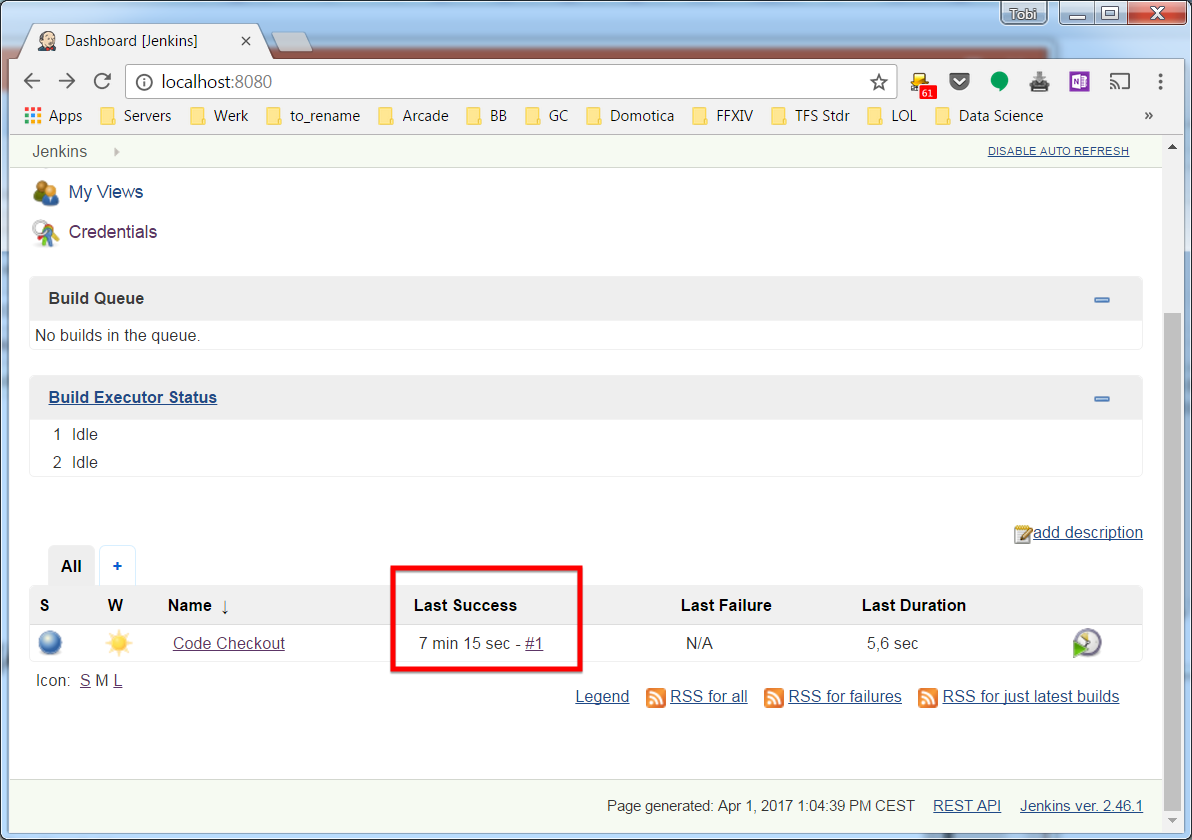 Tobi
Dashboard [Jenkins]
localhost:8080
61
Apps Servers Werk to_rename Arcade BB GC Domotica FFXIV TFS Stdr LOL Data Science »
Jenkins DISABLE AUTO REFRESH
My Views
Credentials
Build Queue
No builds in the queue.
Build Executor Status
1 Idle
2 Idle
add description
All +
S W Name ↓ Last Success Last Failure Last Duration
Code Checkout 7 min 15 sec - #1 N/A 5,6 sec
Icon: S M L
Legend RSS for all RSS for failures RSS for just latest builds
Page generated: Apr 1, 2017 1:04:39 PM CEST REST API Jenkins ver. 2.46.1